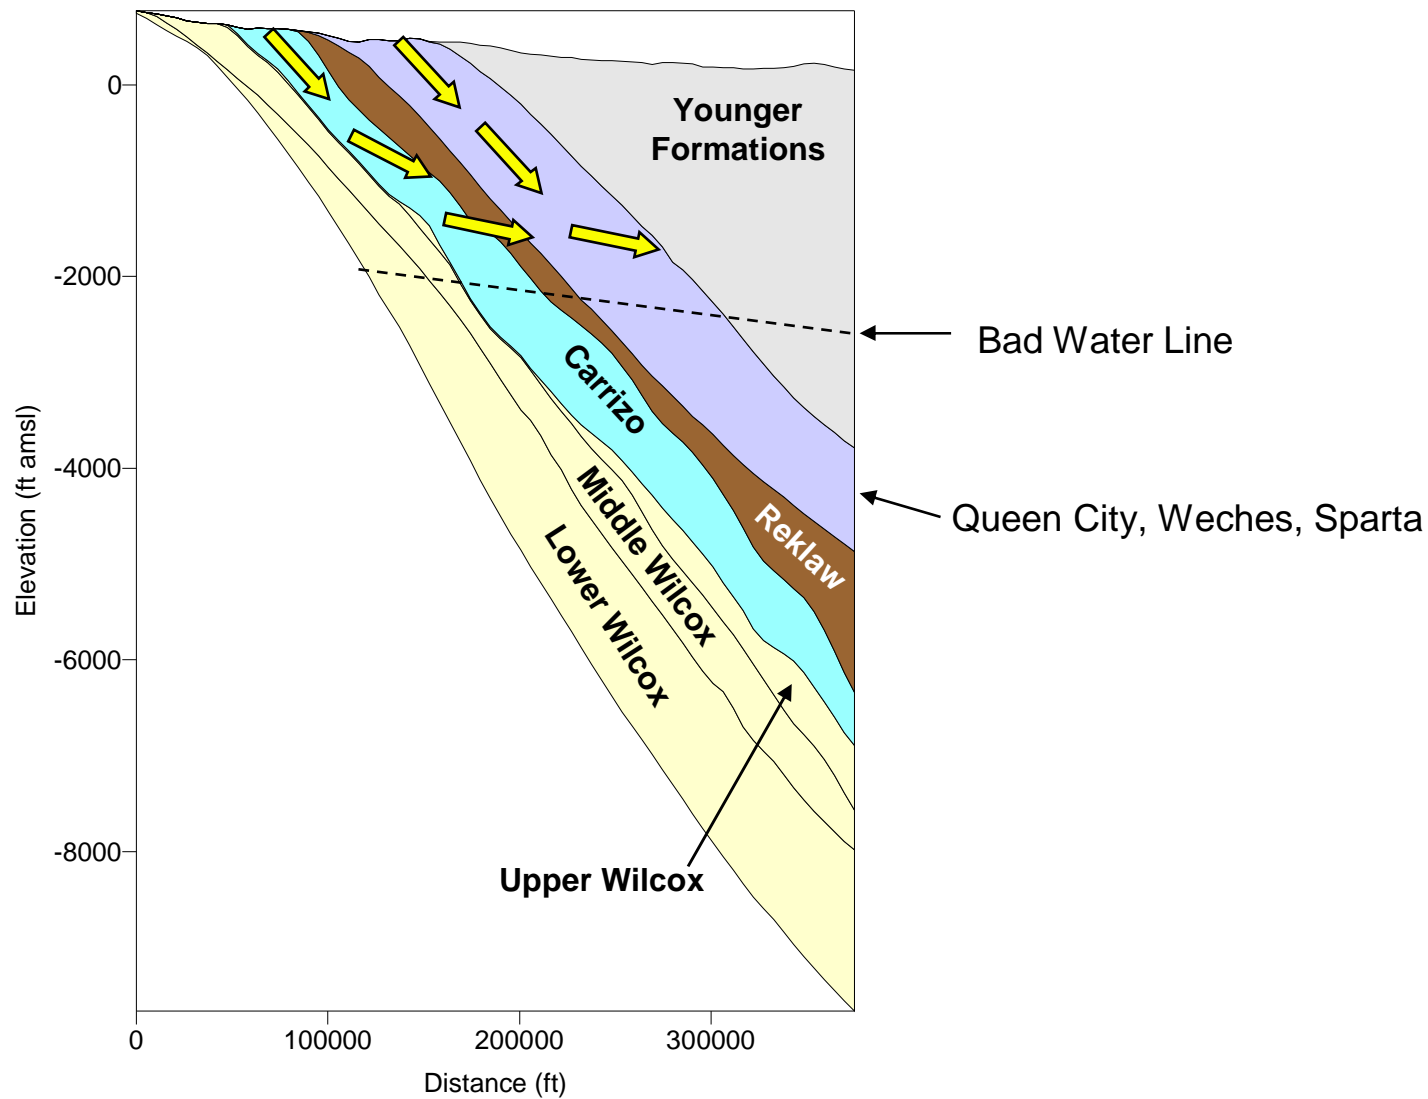 0
-2000
-4000
-6000
-8000
Elevation (ft amsl)
0
100000
200000
300000
Distance (ft)
Younger
Formations
Bad Water Line
Carrizo
Queen City, Weches, Sparta
Reklaw
Middle Wilcox
Lower Wilcox
Upper Wilcox